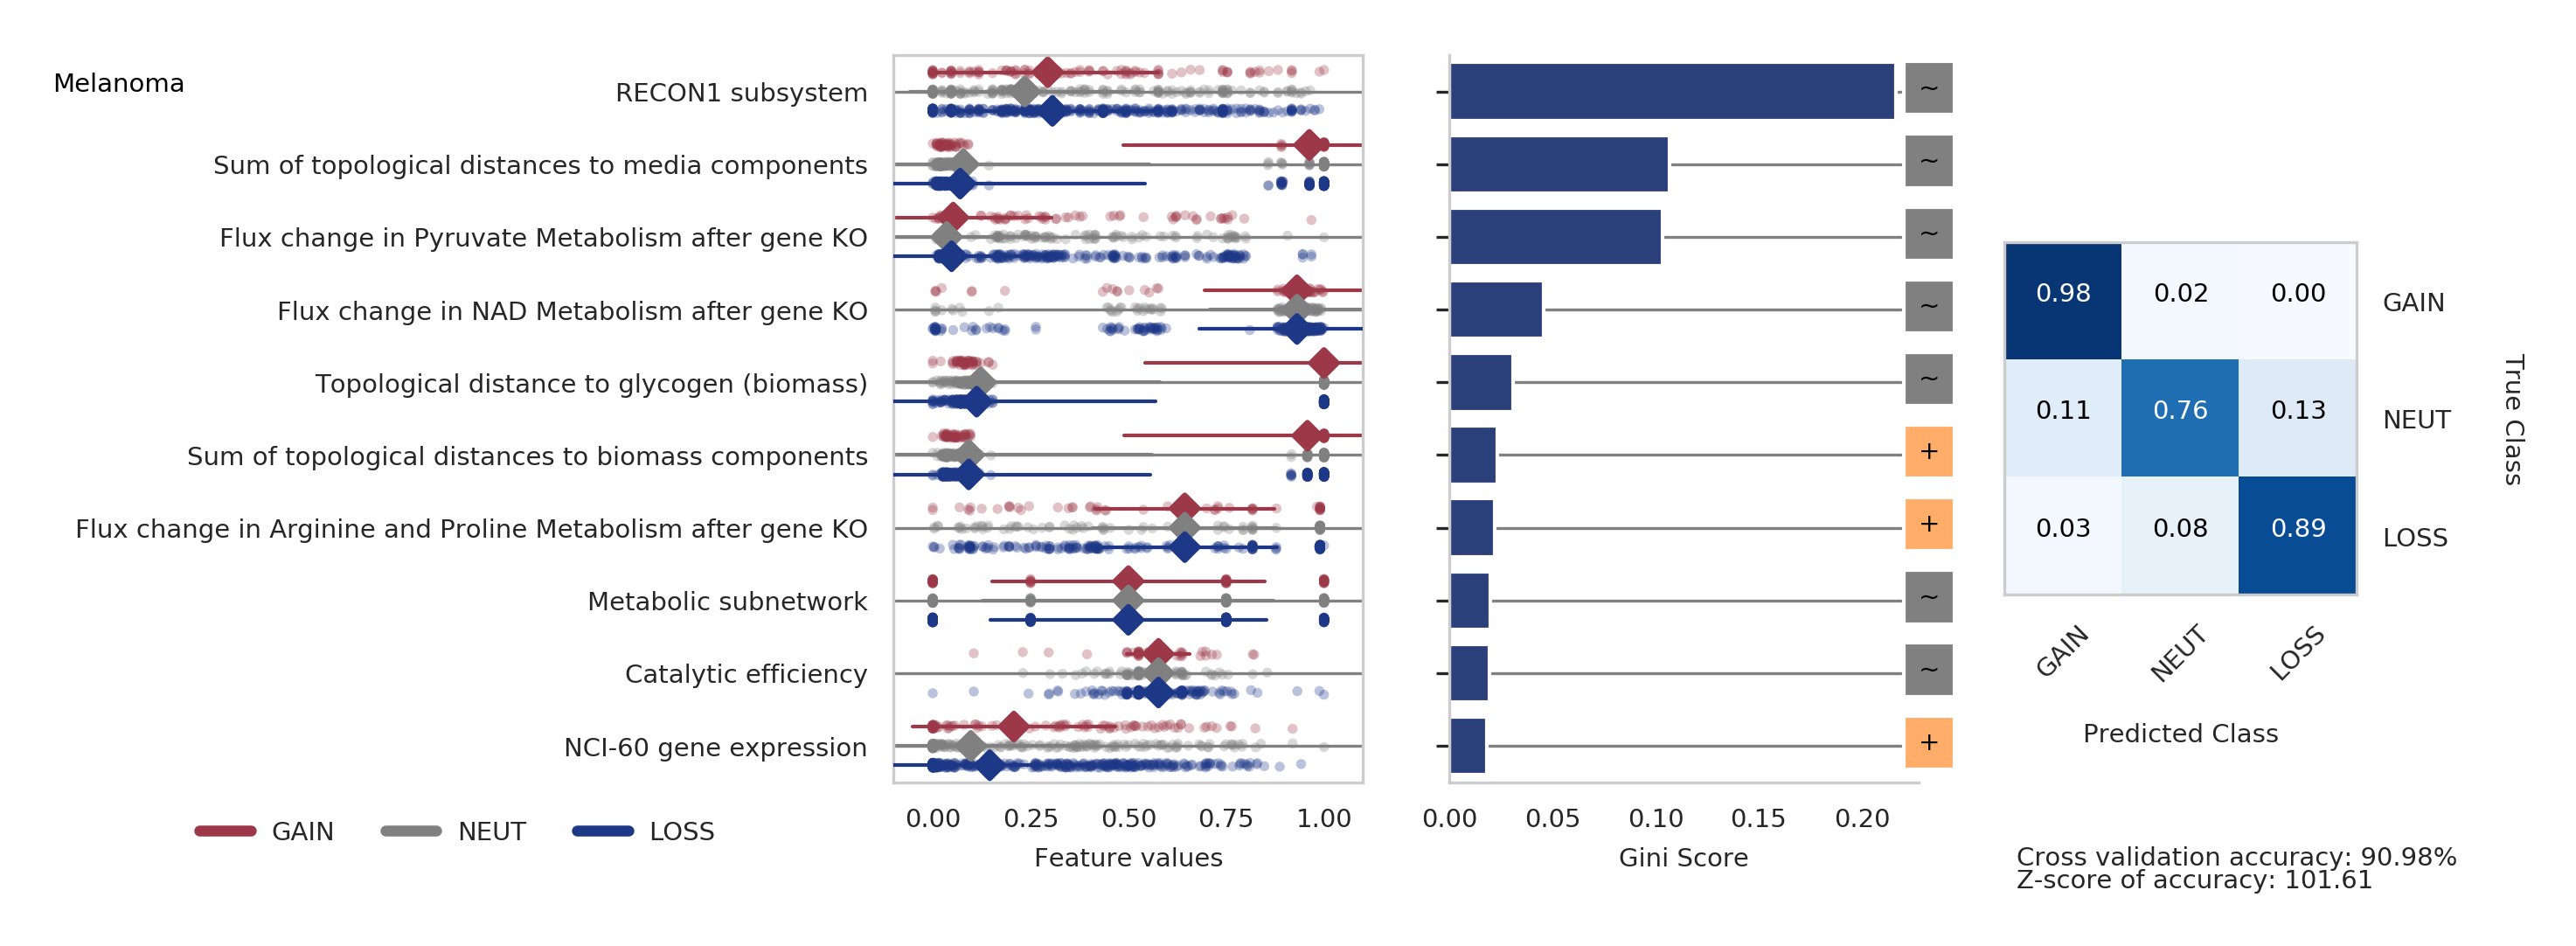 Melanoma
RECON1 subsystem
Sum of topological distances to media components
Flux change in Pyruvate Metabolism after gene KO
Flux change in NAD Metabolism after gene KO
Topological distance to glycogen (biomass)
Sum of topological distances to biomass components
Flux change in Arginine and Proline Metabolism after gene KO
Metabolic subnetwork
Catalytic efficiency
NCI-60 gene expression
GAIN NEUT LOSS
0.00 0.25 0.50 0.75 1.00
Feature values
~
~
~
~
~
+
+
~
~
+
0.00 0.05 0.10 0.15 0.20
Gini Score
0.98 0.02 0.00 GAIN
0.11 0.76 0.13 NEUT
0.03 0.08 0.89 LOSS
True Class
GAIN NEUT LOSS
Predicted Class
Cross validation accuracy: 90.98%
Z-score of accuracy: 101.61